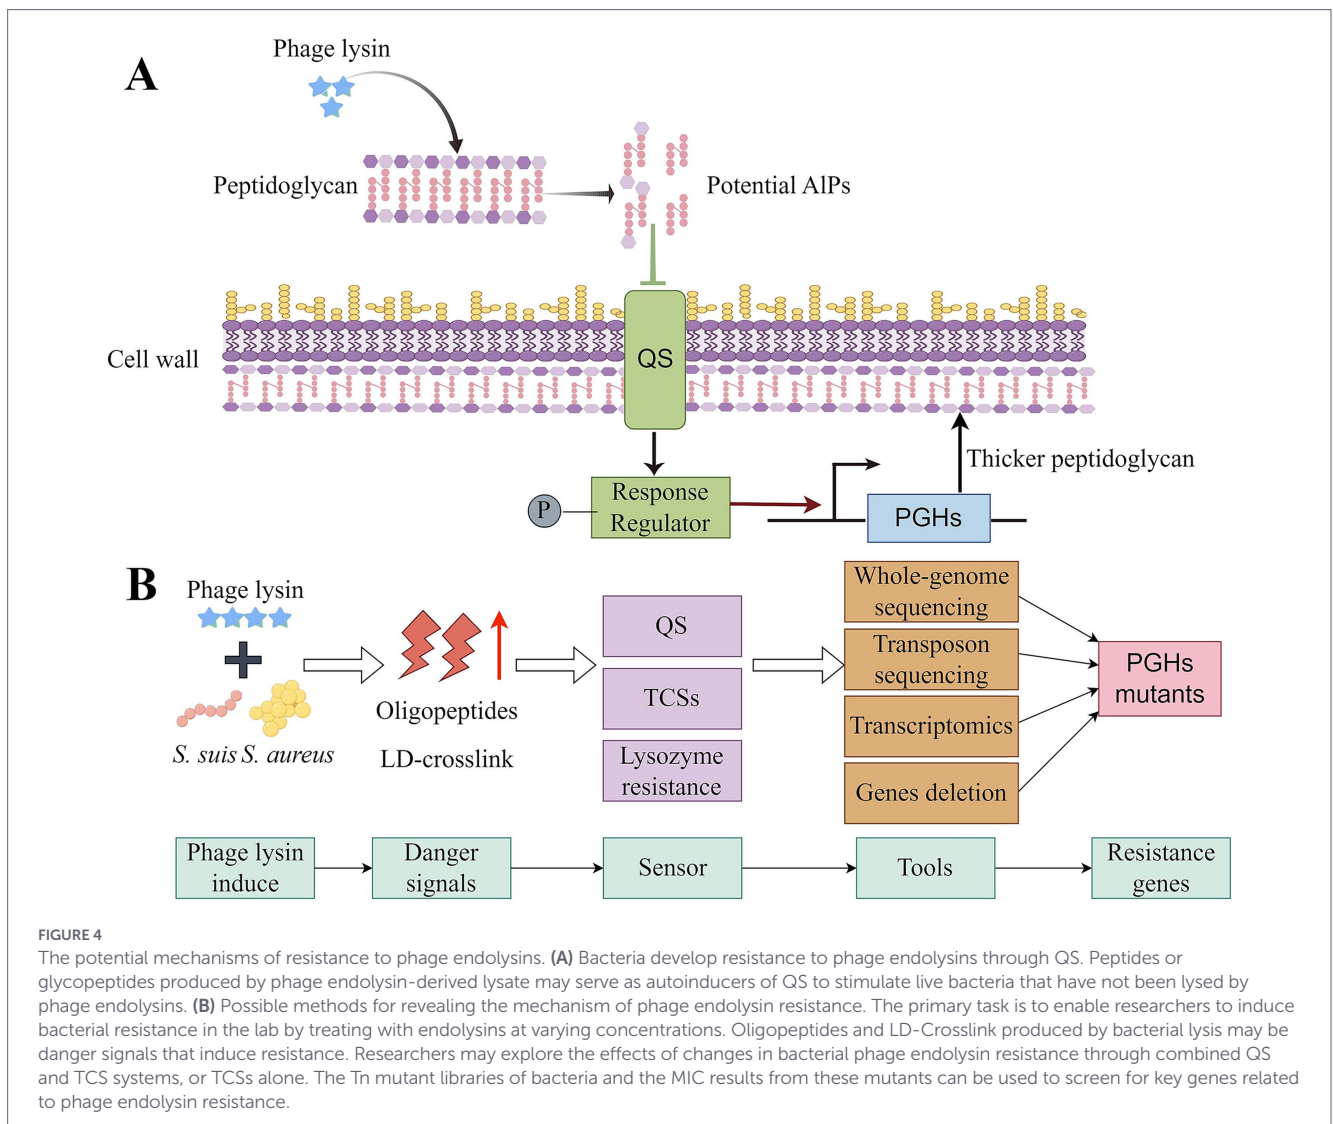 A
Phage lysin
Peptidoglycan
Potential AlPs
Cell wall
QS
Thicker peptidoglycan
P
Response
Regulator
PGHs
B
Phage lysin
S. suis S. aureus
Oligopeptides
LD-crosslink
QS
TCSs
Lysozyme
resistance
Whole-genome
sequencing
Transposon
sequencing
Transcriptomics
Genes deletion
PGHs
mutants
Phage lysin
induce
Danger
signals
Sensor
Tools
Resistance
genes
FIGURE 4
The potential mechanisms of resistance to phage endolysins. (A) Bacteria develop resistance to phage endolysins through QS. Peptides or
glycopeptides produced by phage endolysin-derived lysate may serve as autoinducers of QS to stimulate live bacteria that have not been lysed by
phage endolysins. (B) Possible methods for revealing the mechanism of phage endolysin resistance. The primary task is to enable researchers to induce
bacterial resistance in the lab by treating with endolysins at varying concentrations. Oligopeptides and LD-Crosslink produced by bacterial lysis may be
danger signals that induce resistance. Researchers may explore the effects of changes in bacterial phage endolysin resistance through combined QS
and TCS systems, or TCSs alone. The Tn mutant libraries of bacteria and the MIC results from these mutants can be used to screen for key genes related
to phage endolysin resistance.